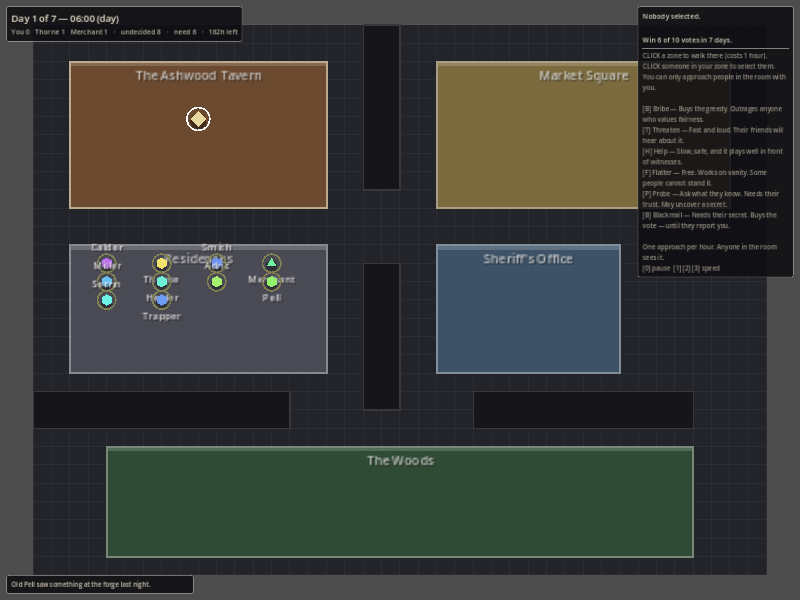 Day 1 of 7 — 06:00 (day)
You 0 Thorne 1 Merchant 1 · undecided 8 · need 6 · 162h left
Nobody selected.
Win 6 of 10 votes in 7 days.
CLICK a zone to walk there (costs 1 hour).
CLICK someone in your zone to select them.
You can only approach people in the room with
you.
[B] Bribe — Buys the greedy. Outrages anyone
who values fairness.
[T] Threaten — Fast and loud. Their friends will
hear about it.
[H] Help — Slow, safe, and it plays well in front
of witnesses.
[F] Flatter — Free. Works on vanity. Some
people cannot stand it.
[P] Probe — Ask what they know. Needs their
trust. May uncover a secret.
[B] Blackmail — Needs their secret. Buys the
vote — until they report you.
One approach per hour. Anyone in the room
sees it.
[0] pause [1][2][3] speed
The Ashwood Tavern
Market Square
Calder
Smith
Residences
Merchant
Pell
Trapper
Sheriff's Office
The Woods
Old Pell saw something at the forge last night.